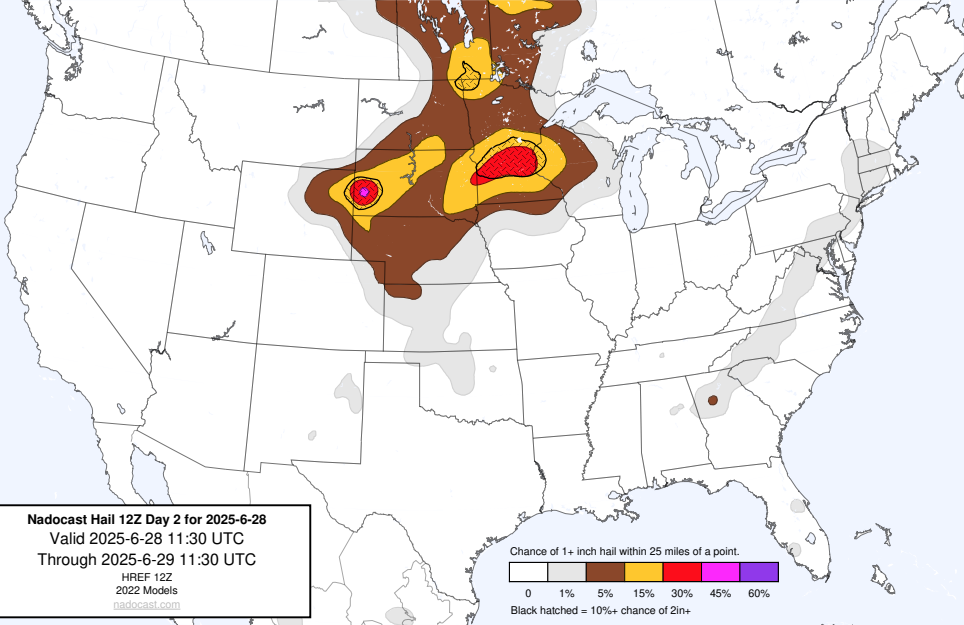 Nadocast Hail 12Z Day 2 for 2025-6-28
Valid 2025-6-28 11:30 UTC
Through 2025-6-29 11:30 UTC
HREF 12Z
2022 Models
nadocast.com
Chance of 1+ inch hail within 25 miles of a point.
0 1% 5% 15% 30% 45% 60%
Black hatched = 10%+ chance of 2in+